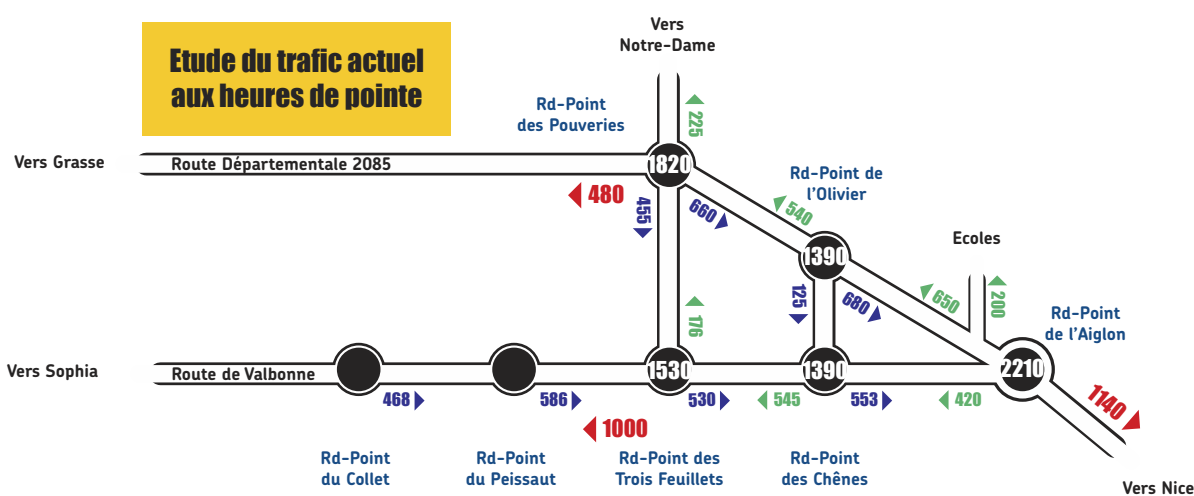 Etude du trafic actuel
aux heures de pointe
Vers
Notre-Dame
Rd-Point
des Pouveries
225
Vers Grasse
Route Départementale 2085
1820
480
455
660
540
Rd-Point de
l'Olivier
1390
Ecoles
125
680
650
200
Rd-Point
de l'Aiglon
176
Vers Sophia
Route de Valbonne
1530
1390
2210
468
586
530
545
553
420
1140
1000
Rd-Point
du Collet
Rd-Point
du Peissaut
Rd-Point des
Trois Feuillets
Rd-Point
des Chênes
Vers Nice